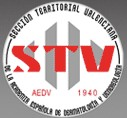 SECCIÓN TERRITORIAL VALENCIANA
STV
AEDV 1940
DE LA ACADEMIA ESPAÑOLA DE DERMATOLOGÍA Y VENEREOLOGÍA